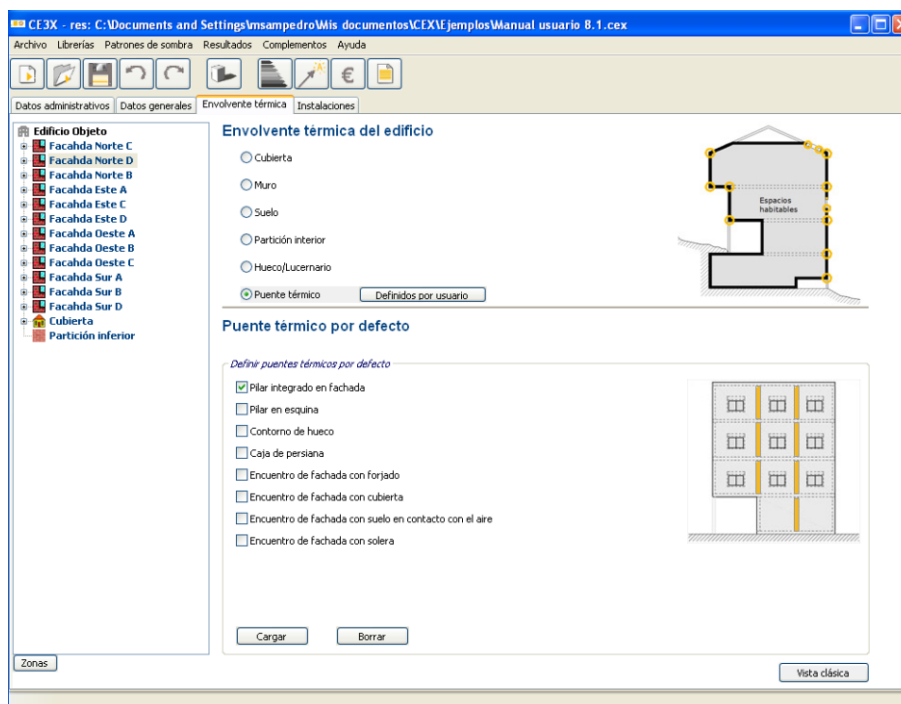 CE3X - res: C:\Documents and Settings\msampedro\Mis documentos\CEX\Ejemplos\Manual usuario 8.1.cex
Archivo Librerías Patrones de sombra Resultados Complementos Ayuda
Datos administrativos Datos generales Envolvente térmica Instalaciones
Edificio Objeto
Facahda Norte C
Facahda Norte D
Facahda Norte B
Facahda Este A
Facahda Este C
Facahda Este D
Facahda Oeste A
Facahda Oeste B
Facahda Oeste C
Facahda Sur A
Facahda Sur B
Facahda Sur D
Cubierta
Partición inferior
Zonas
Envolvente térmica del edificio
Cubierta
Muro
Suelo
Partición interior
Hueco/Lucernario
Puente térmico Definidos por usuario
Espacios
habitables
Puente térmico por defecto
Definir puentes térmicos por defecto
Pilar integrado en fachada
Pilar en esquina
Contorno de hueco
Caja de persiana
Encuentro de fachada con forjado
Encuentro de fachada con cubierta
Encuentro de fachada con suelo en contacto con el aire
Encuentro de fachada con solera
Cargar Borrar
Vista clásica